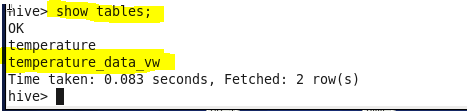 hive> show tables;
OK
temperature
temperature_data_vw
Time taken: 0.083 seconds, Fetched: 2 row(s)
hive>